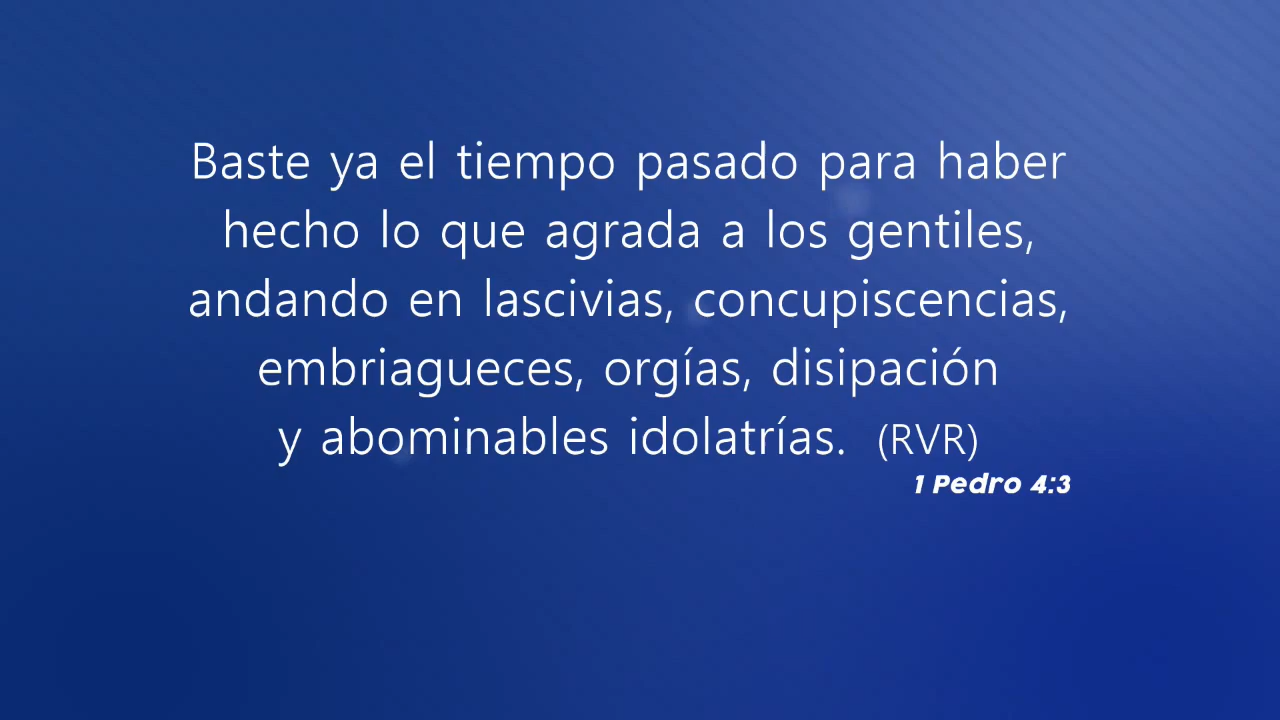 Baste ya el tiempo pasado para haber
hecho lo que agrada a los gentiles,
andando en lascivias, concupiscencias,
embriagueces, orgías, disipación
y abominables idolatrías. (RVR)
1 Pedro 4:3